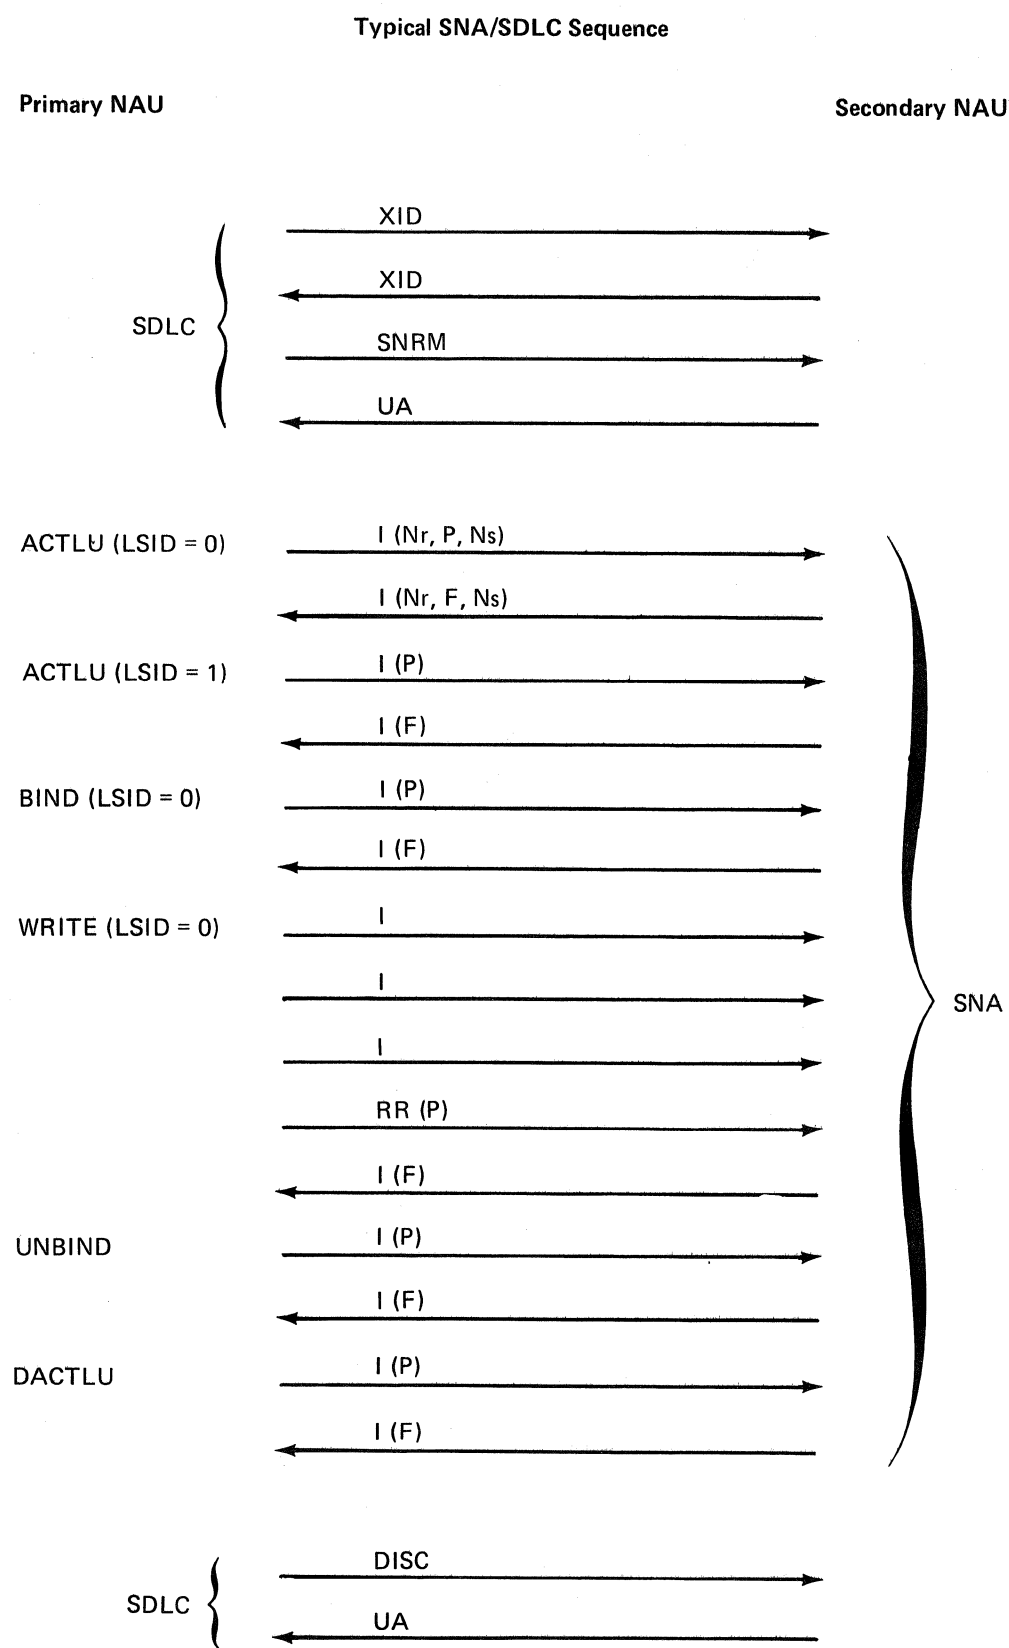 Typical SNA/SDLC Sequence
Primary NAU
Secondary NAU
XID
XID
SDLC
SNRM
UA
ACTLU (LSID = 0)
I (Nr, P, Ns)
I (Nr, F, Ns)
ACTLU (LSID = 1)
I (P)
I (F)
BIND (LSID = 0)
I (P)
I (F)
WRITE (LSID = 0)
I
I
SNA
I
RR (P)
I (F)
UNBIND
I (P)
I (F)
DACTLU
I (P)
I (F)
DISC
SDLC
UA